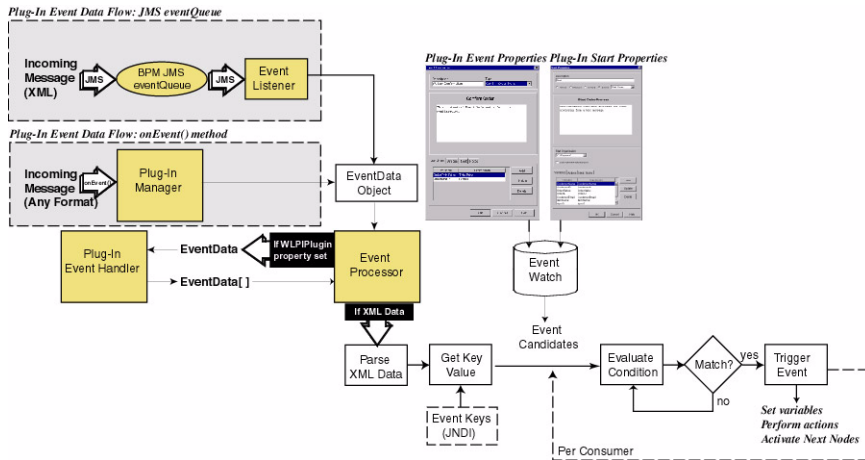 Plug-In Event Data Flow: JMS eventQueue
Incoming
Message
(XML)
JMS
BPM JMS
eventQueue
JMS
Event
Listener
Plug-In Event Data Flow: onEvent() method
Incoming
Message
(Any Format)
onEvent()
Plug-In
Manager
EventData
Object
Plug-In Event Properties
Plug-In Start Properties
Plug-In
Event Handler
EventData
EventData[ ]
If WLPIPlugin
property set
Event
Processor
If XML Data
Event
Watch
Event
Candidates
Parse
XML Data
Get Key
Value
Event Keys
(JNDI)
Evaluate
Condition
Match?
yes
no
Trigger
Event
Set variables
Perform actions
Activate Next Nodes
Per Consumer